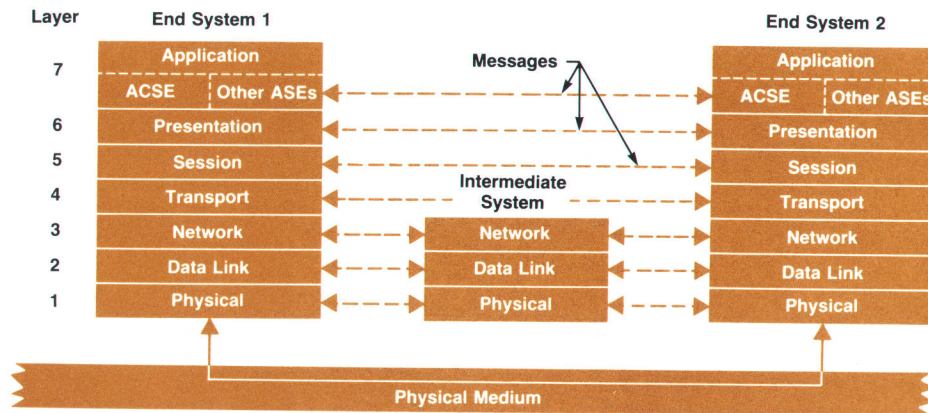 Layer
End System 1
End System 2
7
Application
Messages
Application
ACSE
Other ASEs
ACSE
Other ASEs
6
Presentation
Presentation
5
Session
Session
4
Transport
Intermediate
System
Transport
3
Network
Network
Network
2
Data Link
Data Link
Data Link
1
Physical
Physical
Physical
Physical Medium